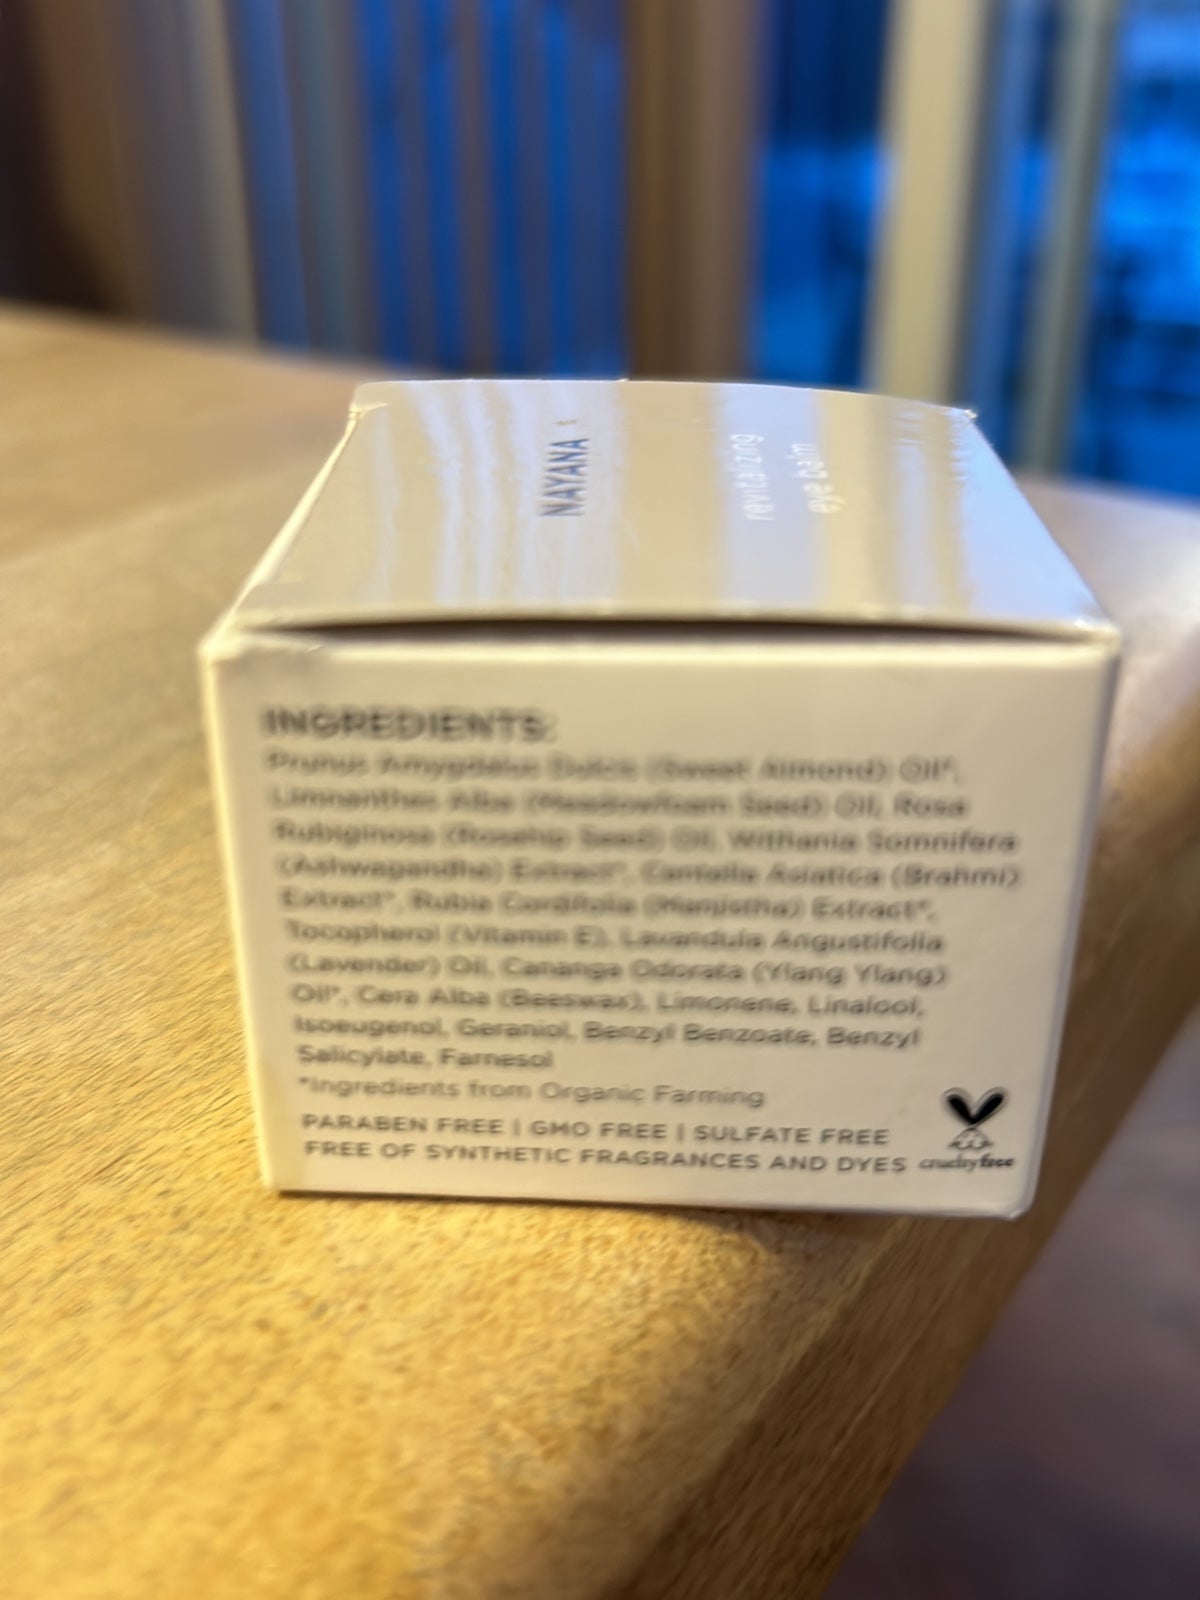 NAYANA
revitalizing
eye balm
INGREDIENTS:
Prunus Amygdalus Dulcis (Sweet Almond) Oil*,
Limnanthes Alba (Meadowfoam Seed) Oil, Rosa
Rubiginosa (Rosehip Seed) Oil, Withania Somnifera
(Ashwagandha) Extract*, Centella Asiatica (Brahmi)
Extract*, Rubia Cordifolia (Manjistha) Extract*,
Tocopherol (Vitamin E), Lavandula Angustifolia
(Lavender) Oil, Cananga Odorata (Ylang Ylang)
Oil*, Cera Alba (Beeswax), Limonene, Linalool,
Isoeugenol, Geraniol, Benzyl Benzoate, Benzyl
Salicylate, Farnesol
*Ingredients from Organic Farming
PARABEN FREE | GMO FREE | SULFATE FREE
FREE OF SYNTHETIC FRAGRANCES AND DYES
crueltyfree